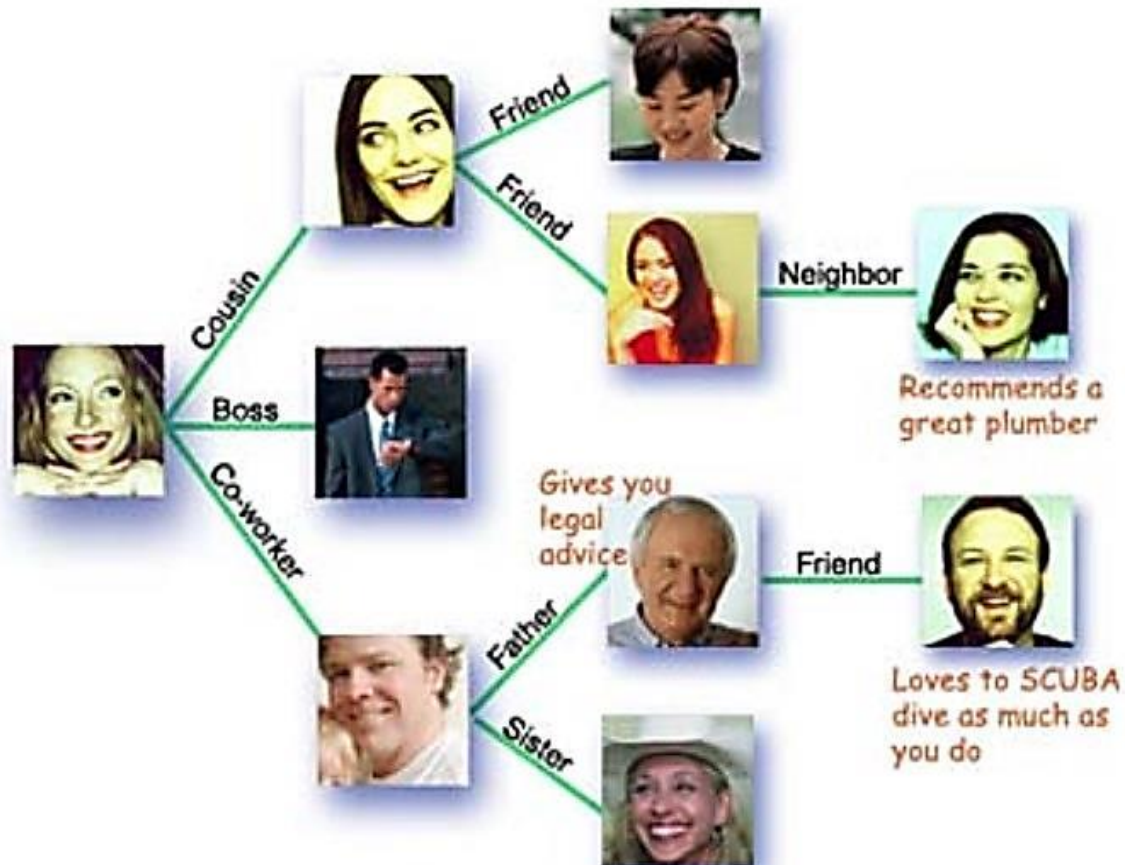 Friend
Friend
Neighbor
Cousin
Recommends a
great plumber
Boss
Co-worker
Gives you
legal
advice
Friend
Father
Loves to SCUBA
dive as much as
you do
Sister